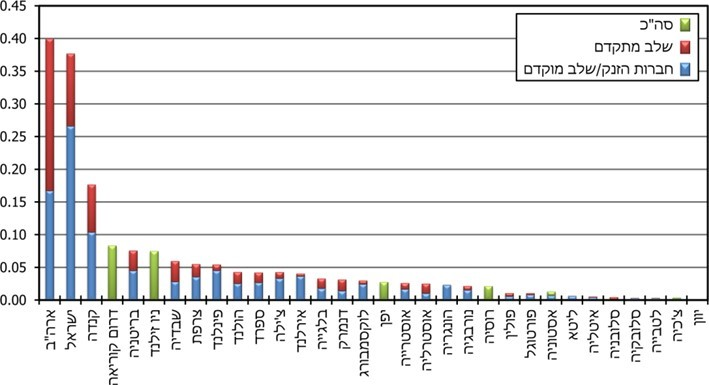 0.45
0.40
0.35
0.30
0.25
0.20
0.15
0.10
0.05
0.00
סה"כ
שלב מתקדם
חברות הזנק/שלב מוקדם
ארה"ב
ישראל
קנדה
דרום קוריאה
בריטניה
ניו זילנד
שבדיה
צרפת
פינלנד
הולנד
ספרד
צ'ילה
אירלנד
בלגייה
דנמרק
לוקסמבורג
יפן
אוסטרייה
אוסטרליה
הונגריה
נורבגיה
רוסיה
פולין
פורטוגל
אסטוניה
ליטא
איטליה
סלובניה
סלובקיה
לטבייה
צ'כיה
יוון